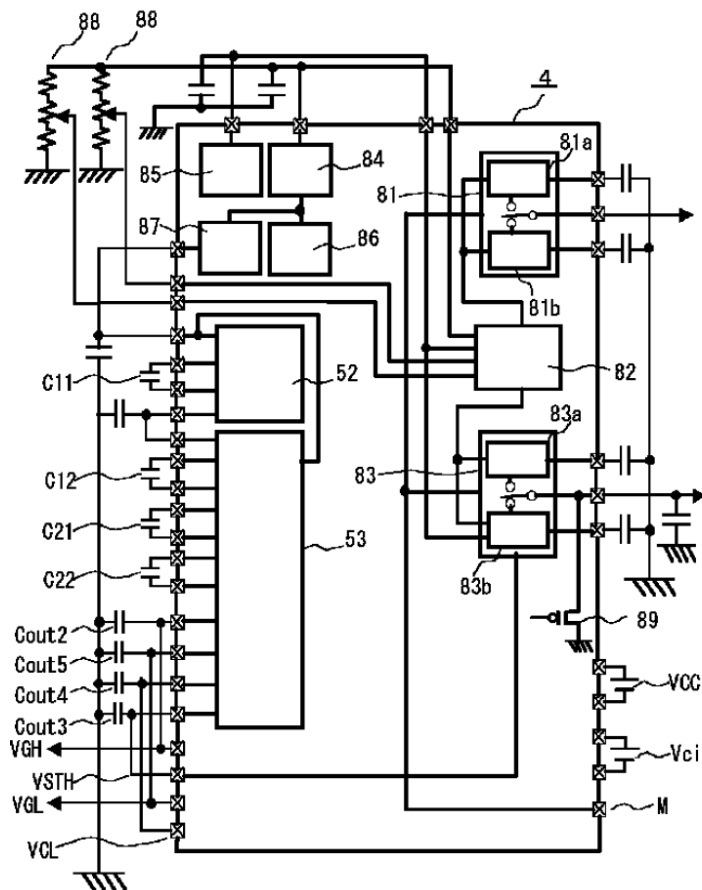 88
88
4
81a
85
84
81
87
86
81b
C11
52
82
83a
83
C12
C21
53
C22
83b
89
Cout2
Cout5
Cout4
VCC
Cout3
VGH
Vci
VSTH
VGL
M
VCL